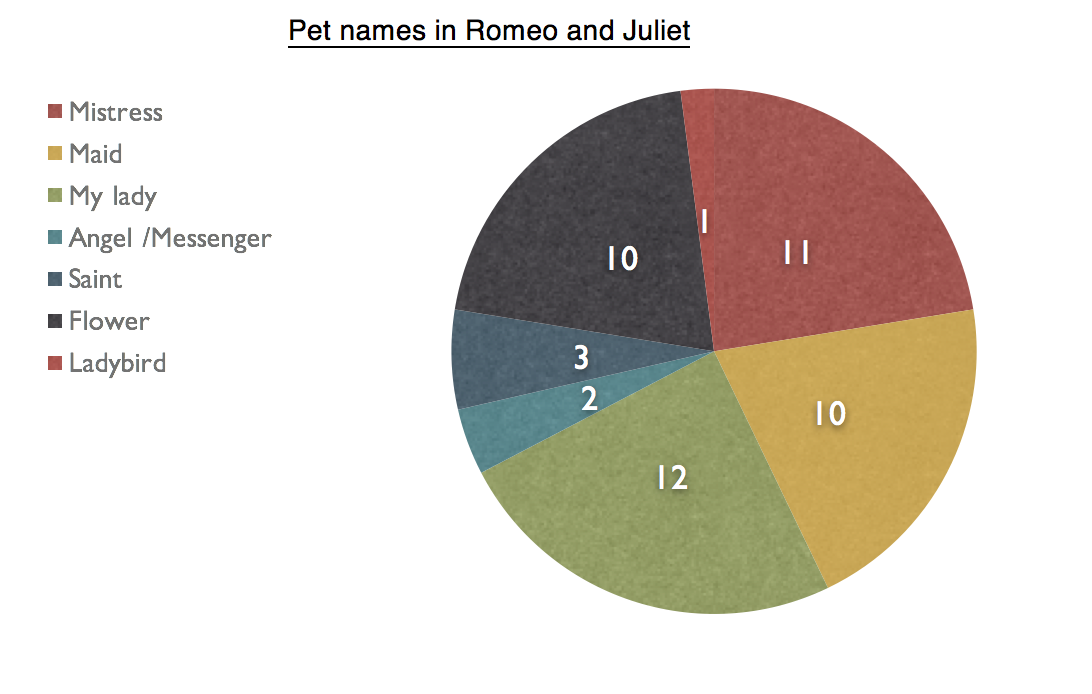 Pet names in Romeo and Juliet
Mistress
Maid
My lady
Angel /Messenger
Saint
Flower
Ladybird
1
11
10
3
2
10
12